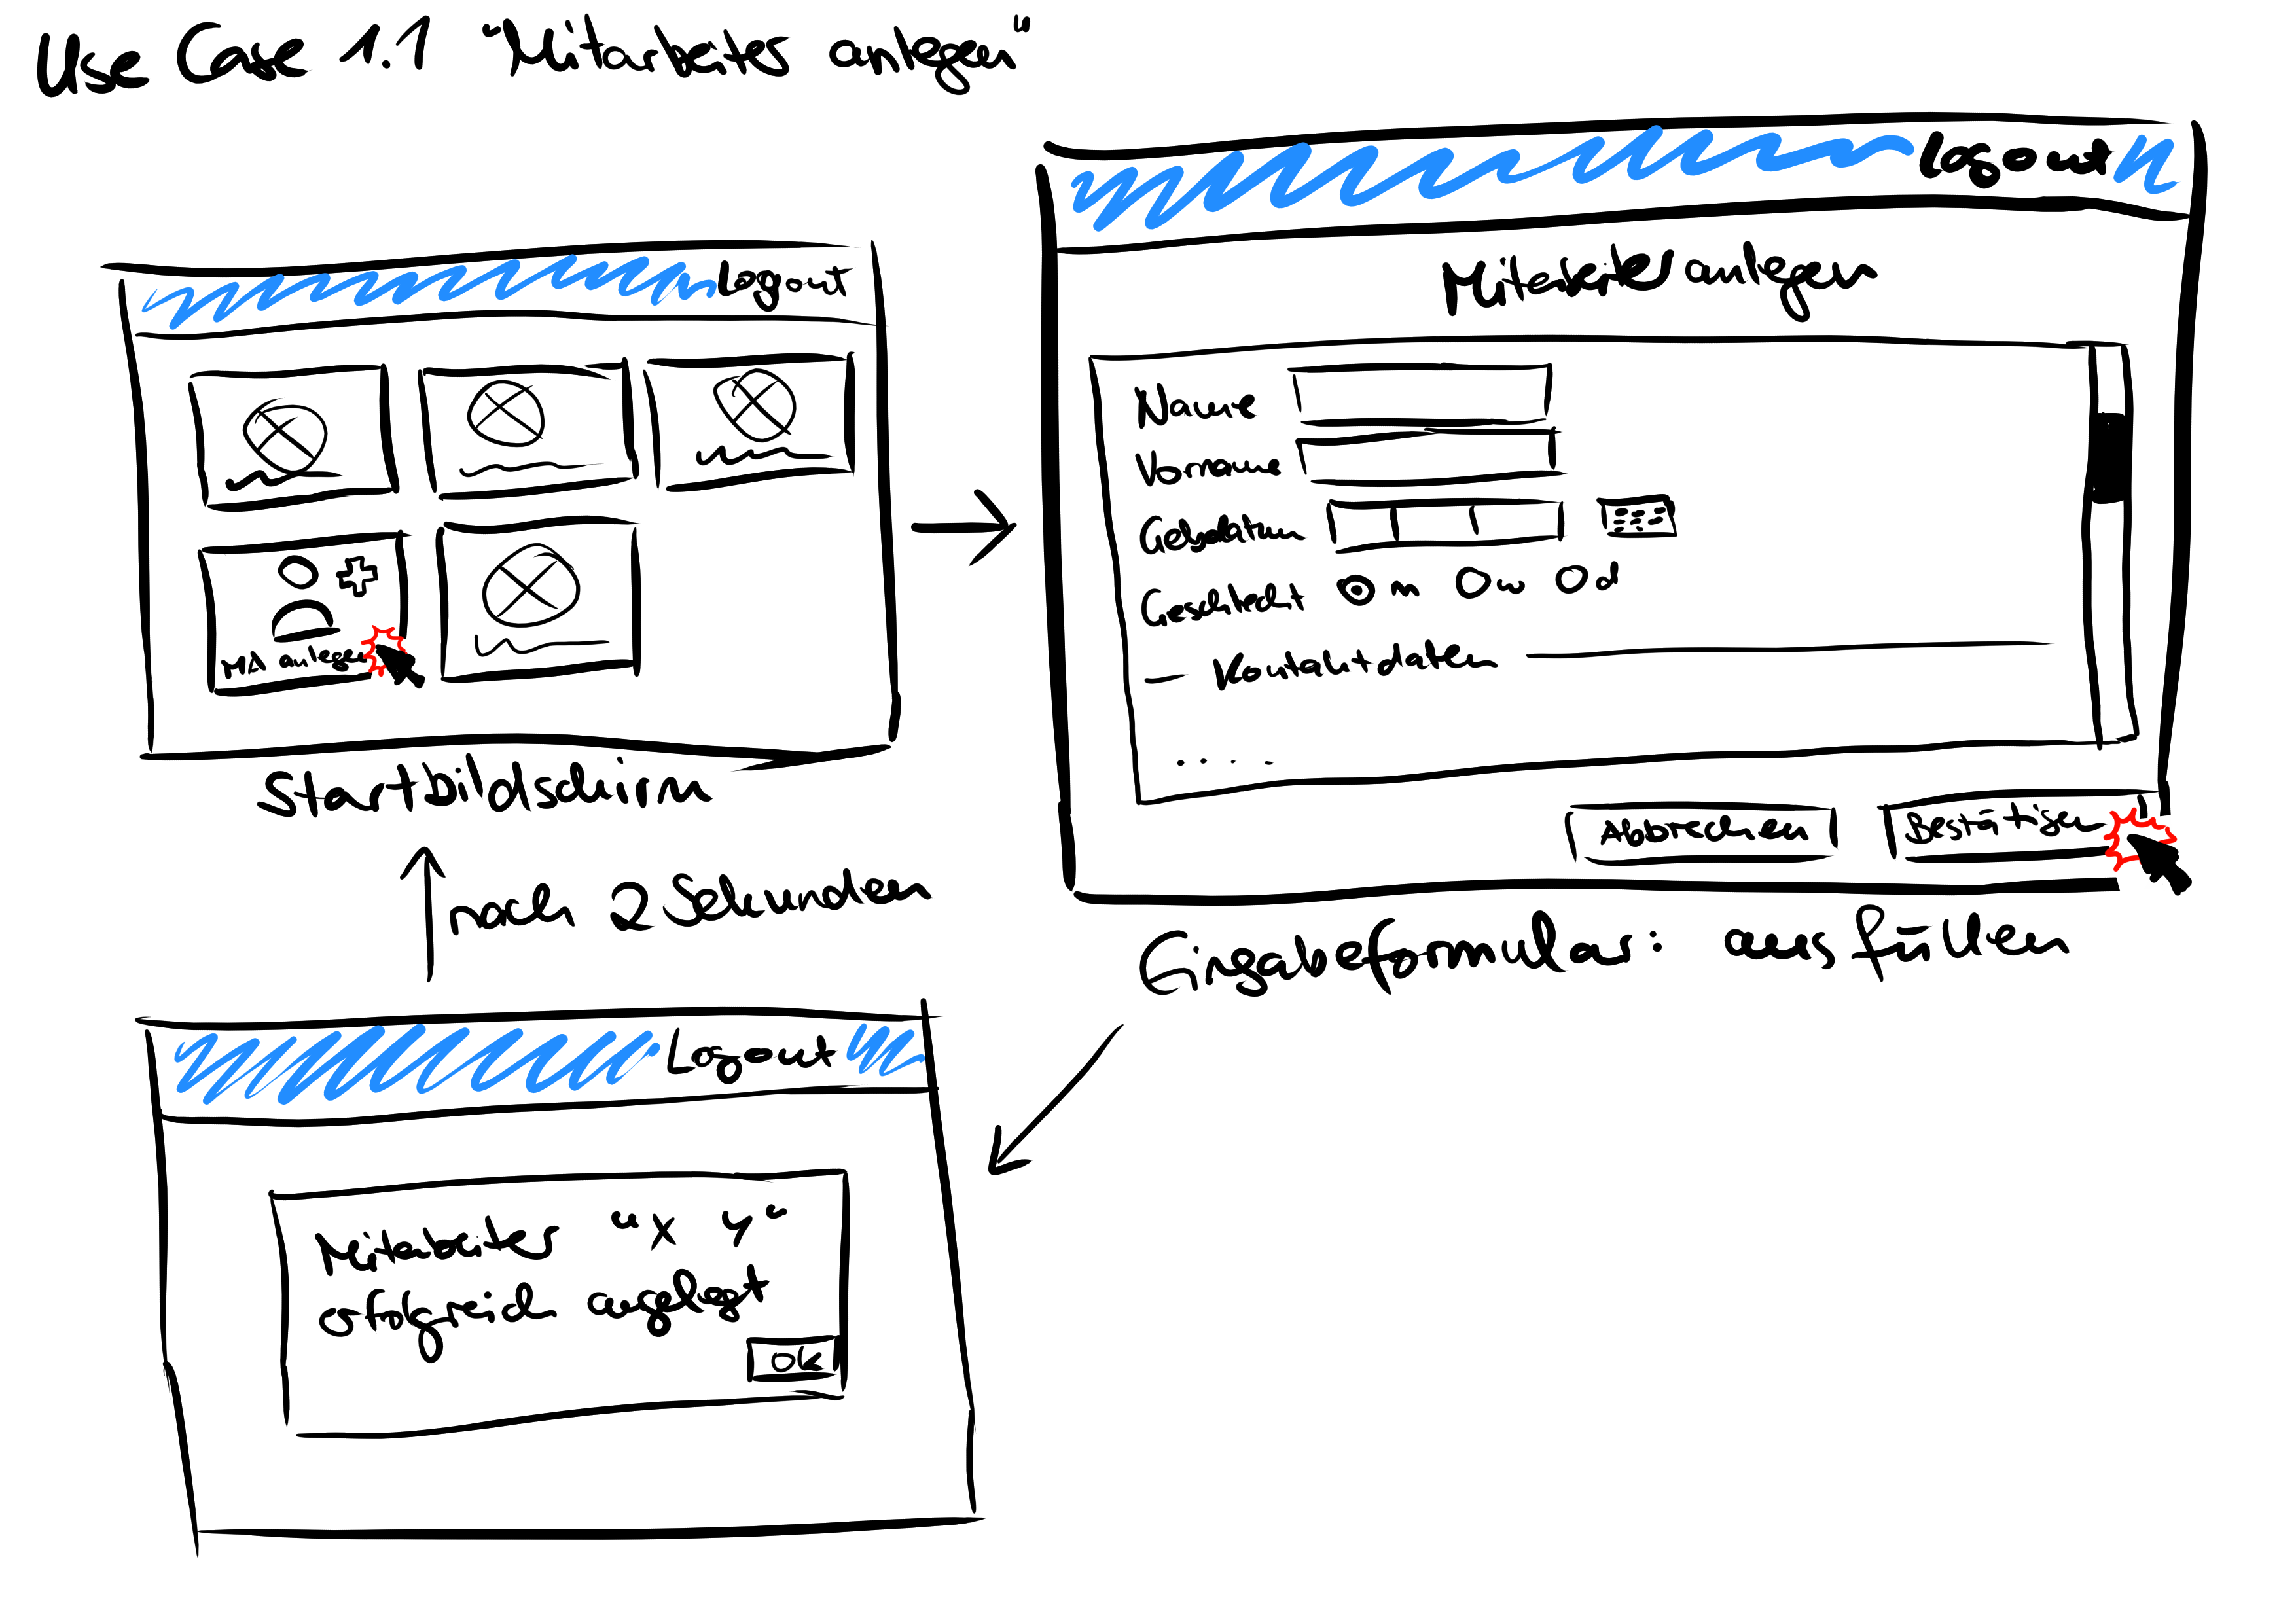 Use Case 1.1 "Mitarbeiter anlegen"
Logout
MA anlegen
Startbildschirm
Logout
Mitarbeiter anlegen
Name
Vorname
Gebdatum
Geschlecht m w d
Kontaktdaten
....
Abbrechen Bestätigen
Eingabeformular: ausfüllen
nach 2 Sekunden
Logout
Mitarbeiter "X Y"
erfolgreich angelegt
OK